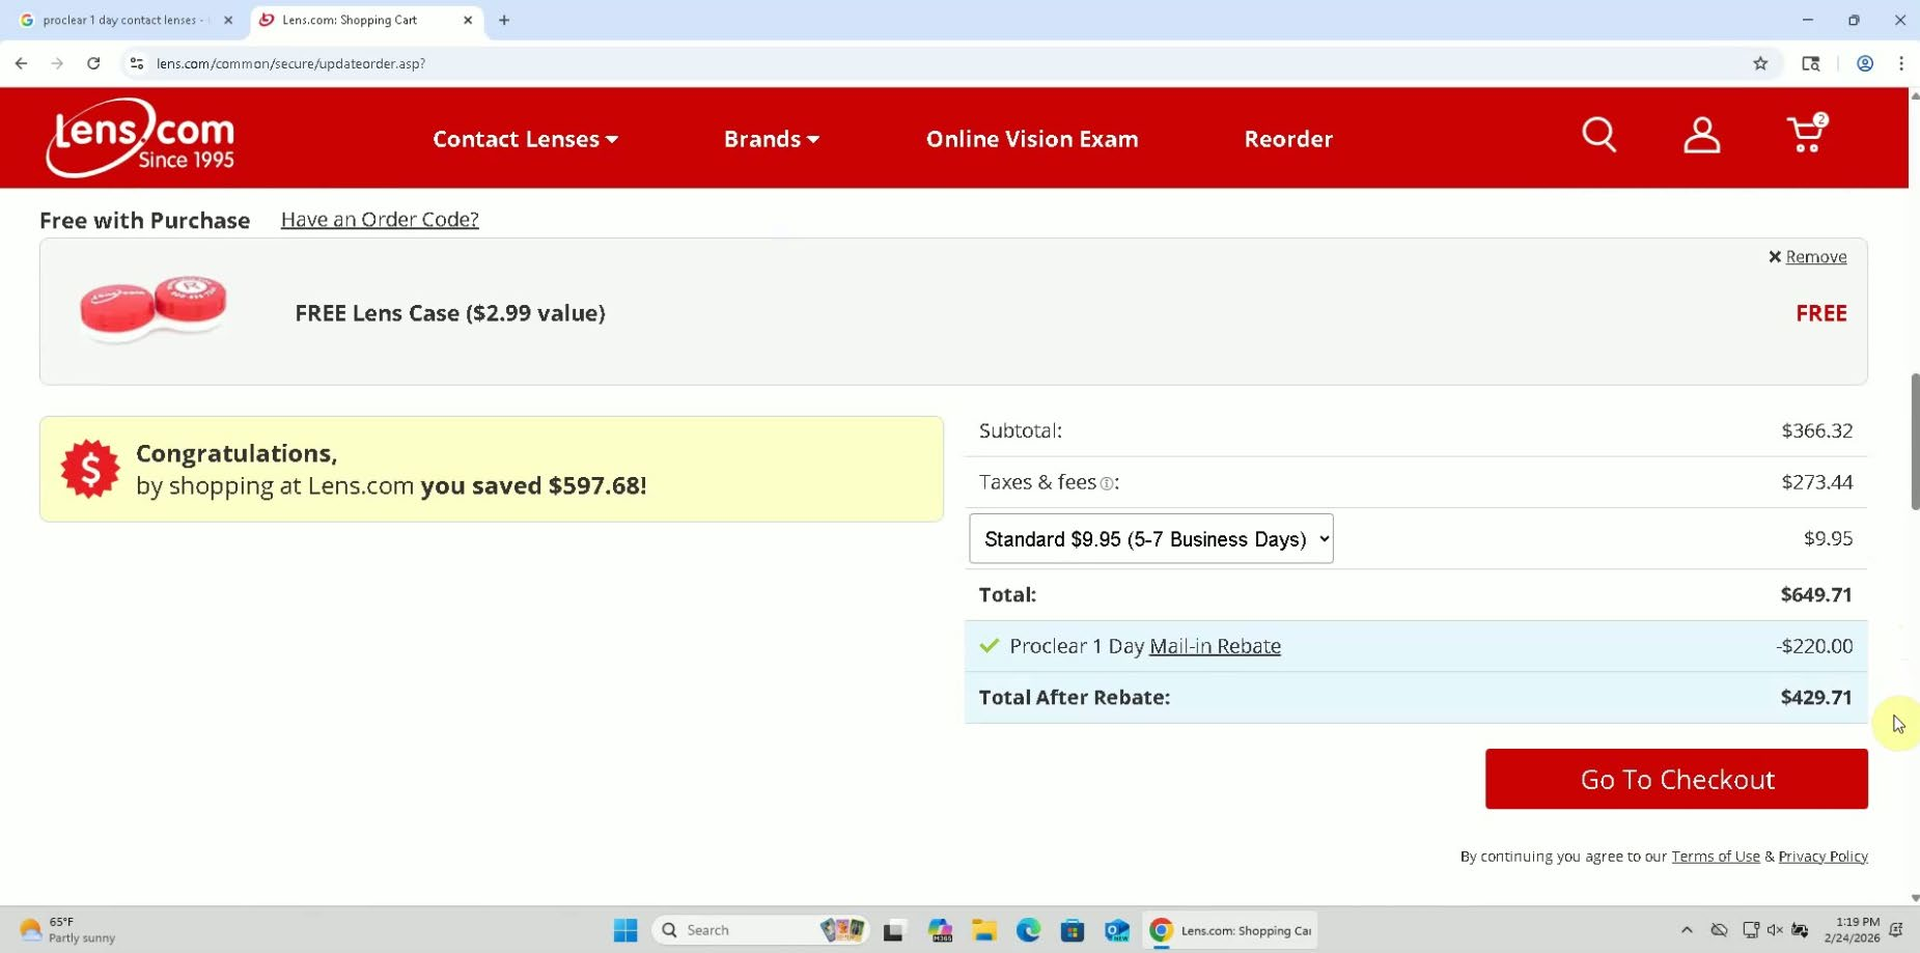 proclear 1 day contact lenses -
Lens.com: Shopping Cart
lens.com/common/secure/updateorder.asp?
Lens.com
Since 1995
Contact Lenses
Brands
Online Vision Exam
Reorder
2
Free with Purchase
Have an Order Code?
Remove
FREE Lens Case ($2.99 value)
FREE
Congratulations,
by shopping at Lens.com you saved $597.68!
Subtotal:
$366.32
Taxes & fees:
$273.44
Standard $9.95 (5-7 Business Days)
$9.95
Total:
$649.71
Proclear 1 Day Mail-in Rebate
-$220.00
Total After Rebate:
$429.71
Go To Checkout
By continuing you agree to our Terms of Use & Privacy Policy
65°F
Partly sunny
Search
Lens.com: Shopping Car
1:19 PM
2/24/2026